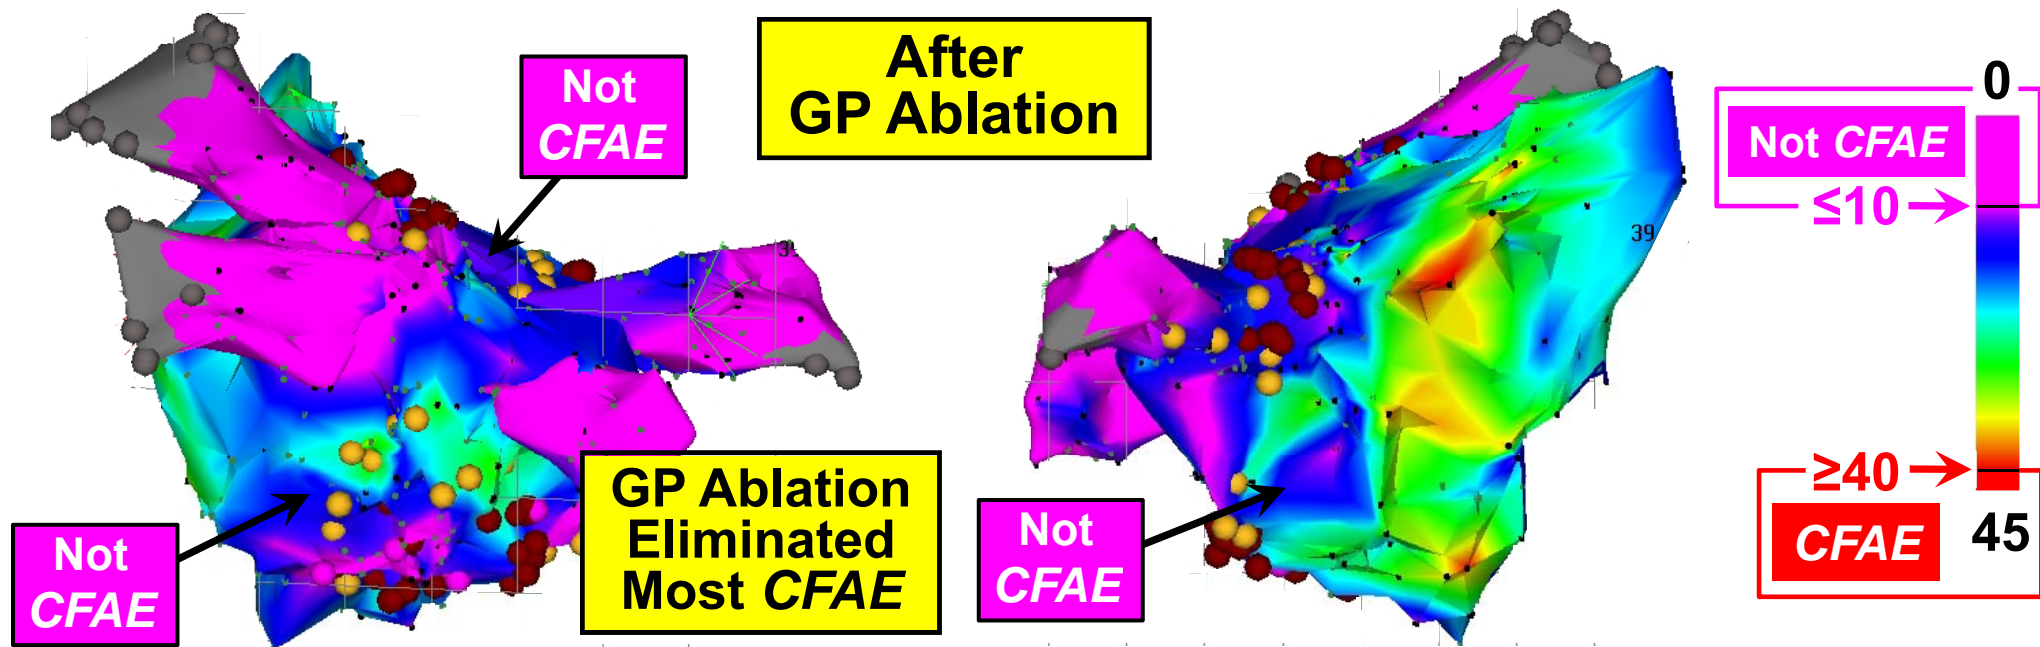 After
GP Ablation
Not
CFAE
Not
CFAE
GP Ablation
Eliminated
Most CFAE
Not
CFAE
39
0
Not CFAE
≤10
≥40
CFAE
45